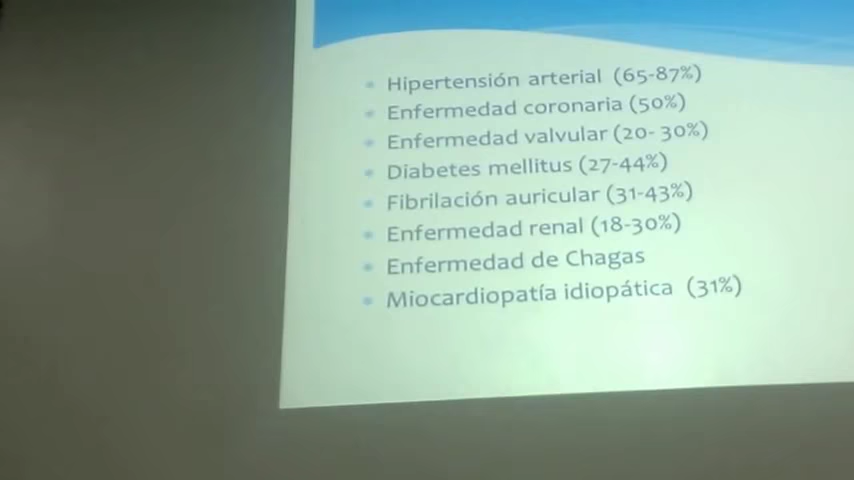 Hipertensión arterial (65-87%)
Enfermedad coronaria (50%)
Enfermedad valvular (20- 30%)
Diabetes mellitus (27-44%)
Fibrilación auricular (31-43%)
Enfermedad renal (18-30%)
Enfermedad de Chagas
Miocardiopatía idiopática (31%)